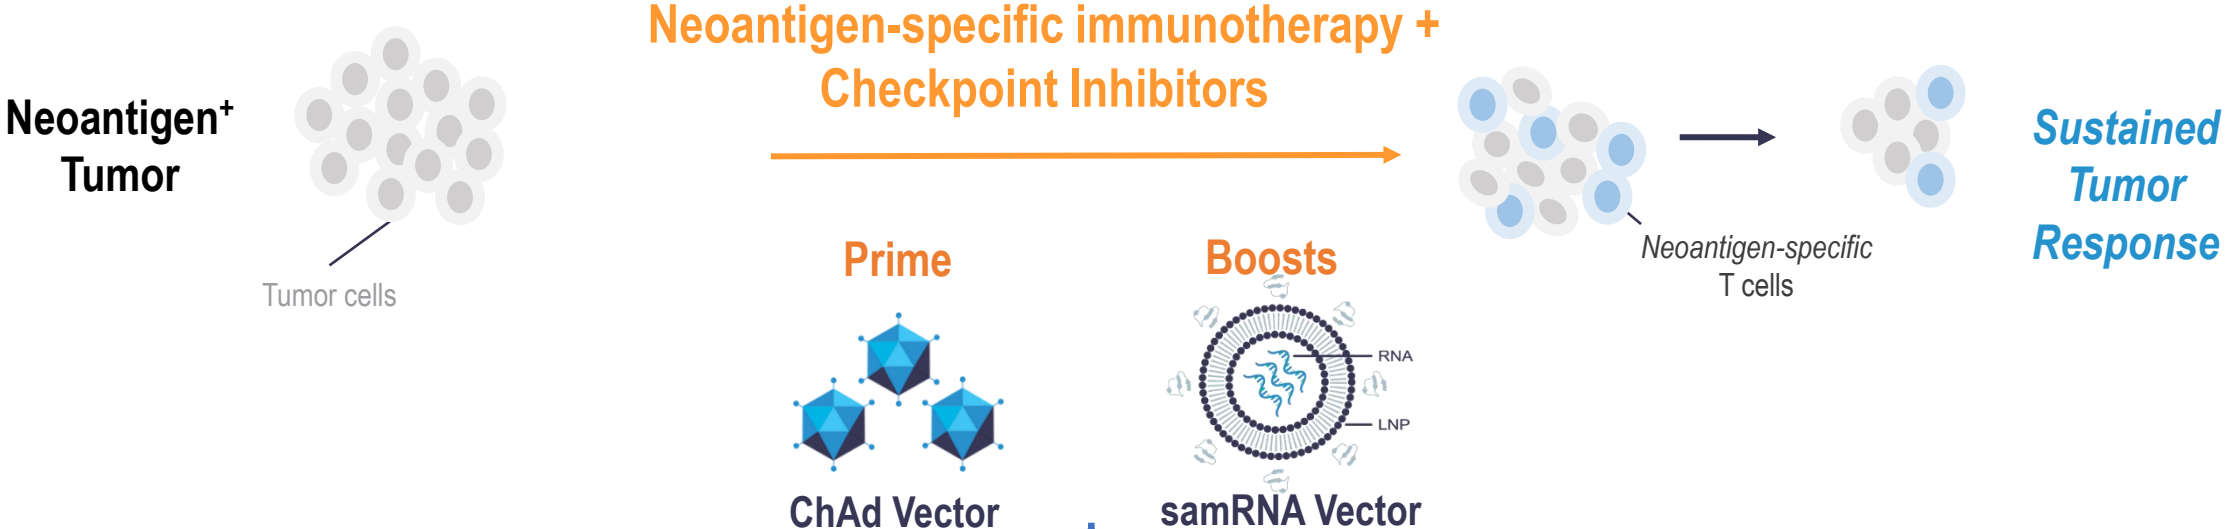 Neoantigen-specific immunotherapy +
Checkpoint Inhibitors
Neoantigen⁺
Tumor
Tumor cells
Prime
ChAd Vector
Boosts
RNA
LNP
samRNA Vector
Neoantigen-specific
T cells
Sustained
Tumor
Response